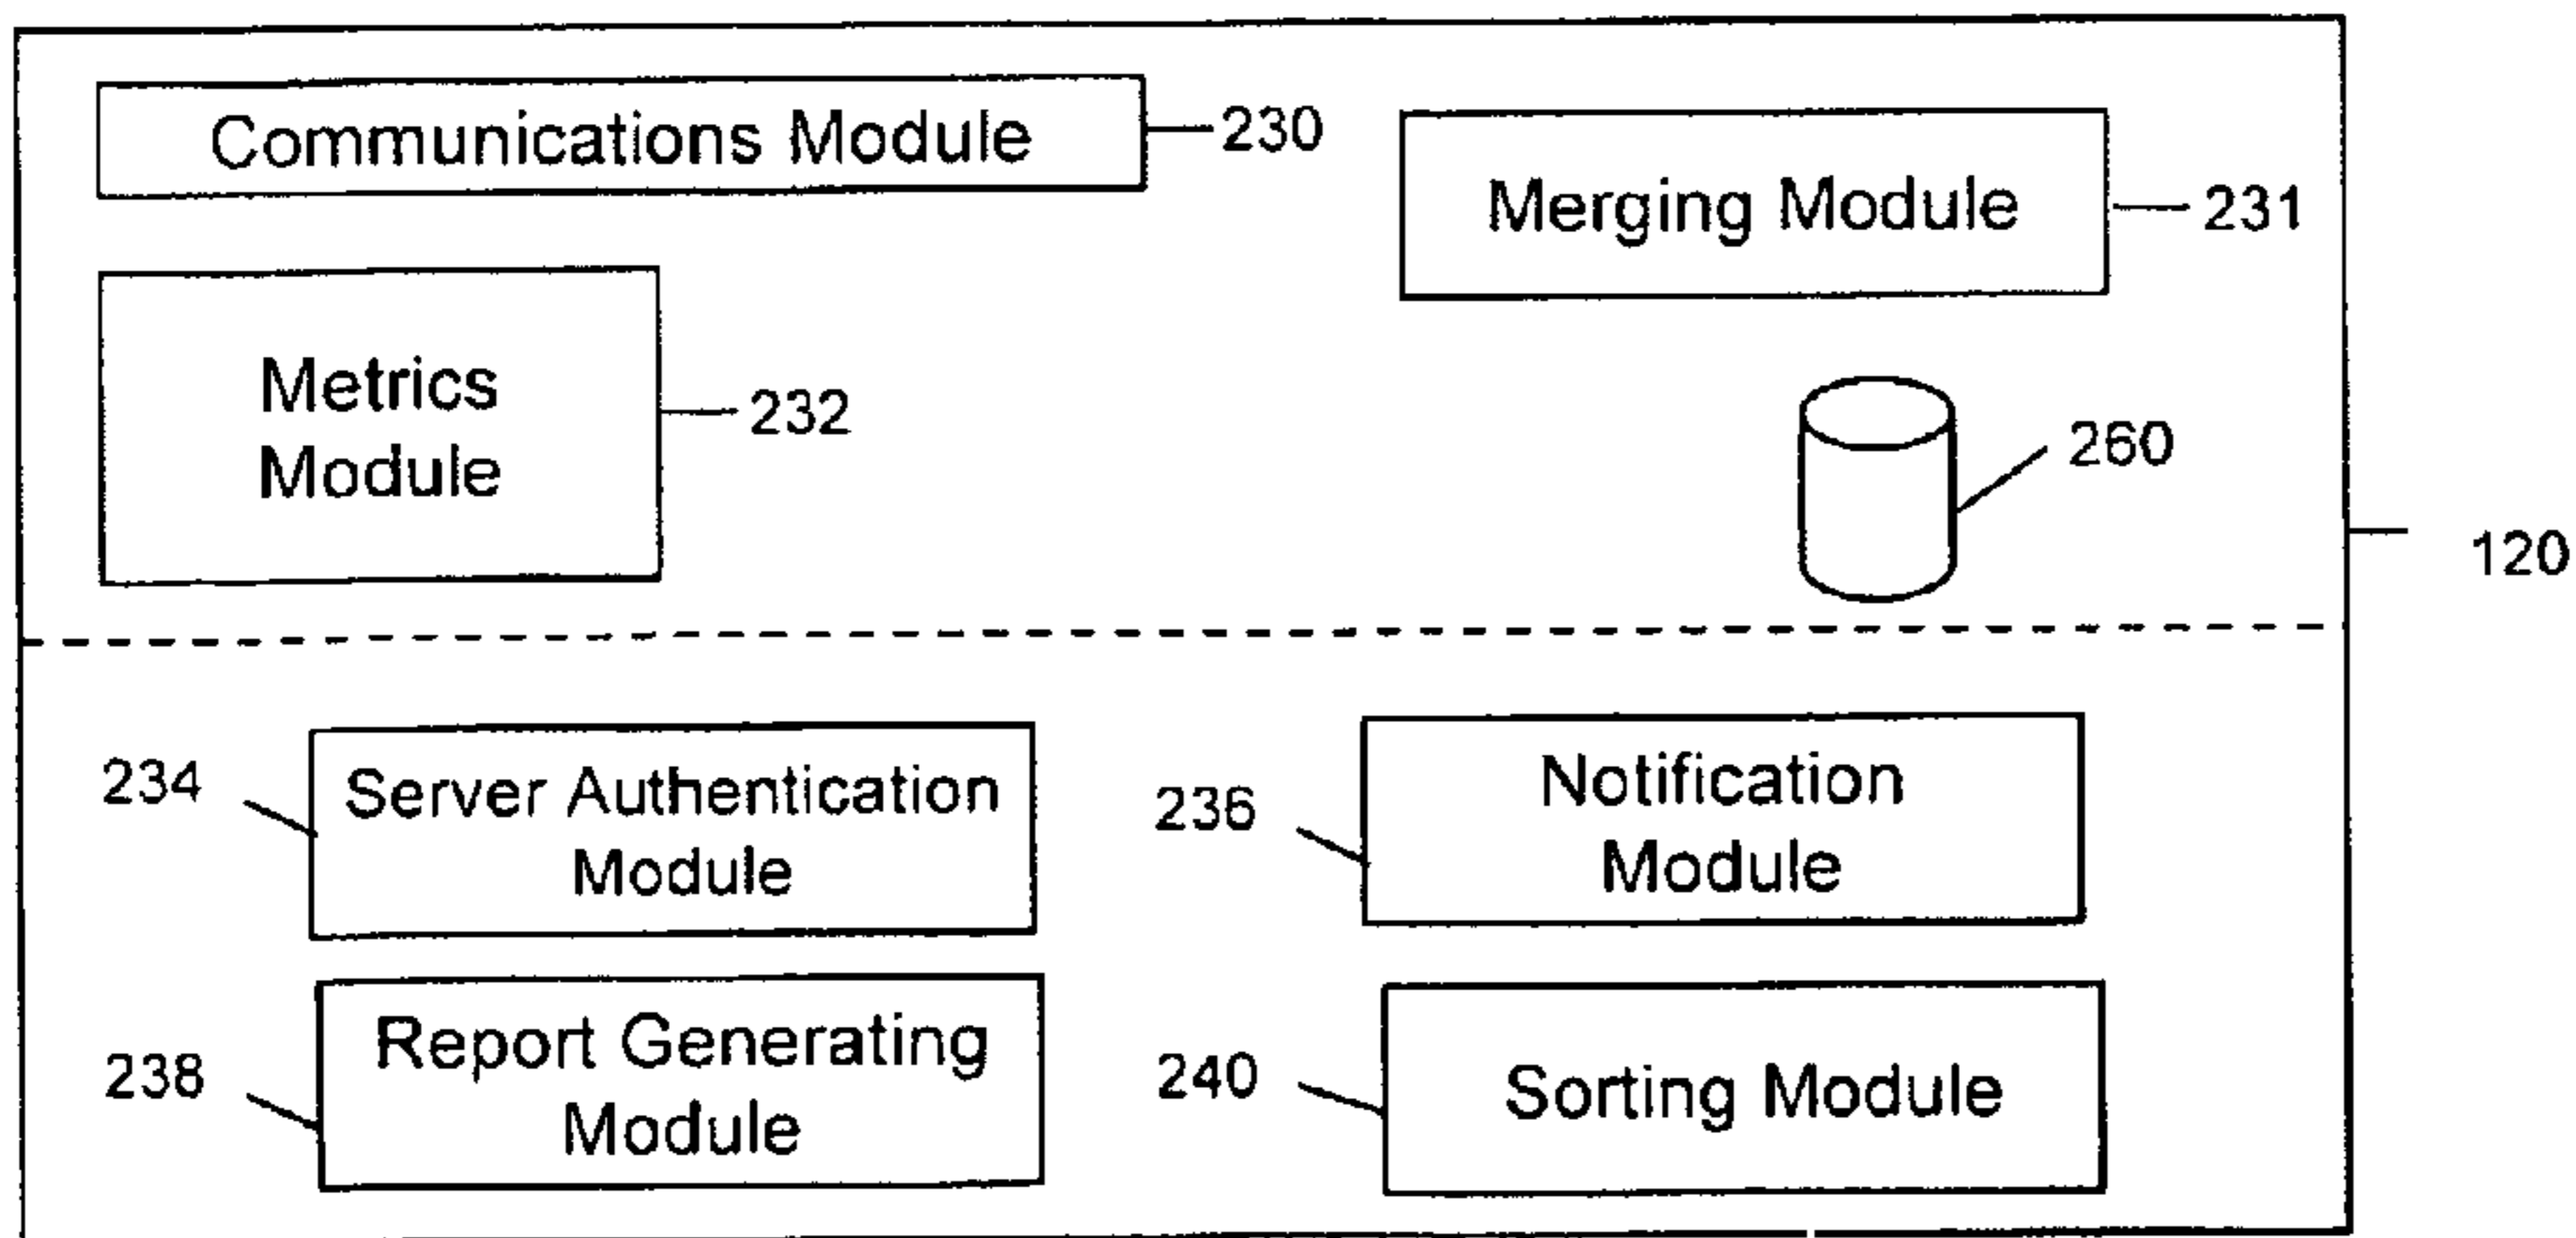 Communications Module
230
Merging Module
231
Metrics
Module
232
260
120
234
Server Authentication
Module
236
Notification
Module
238
Report Generating
Module
240
Sorting Module